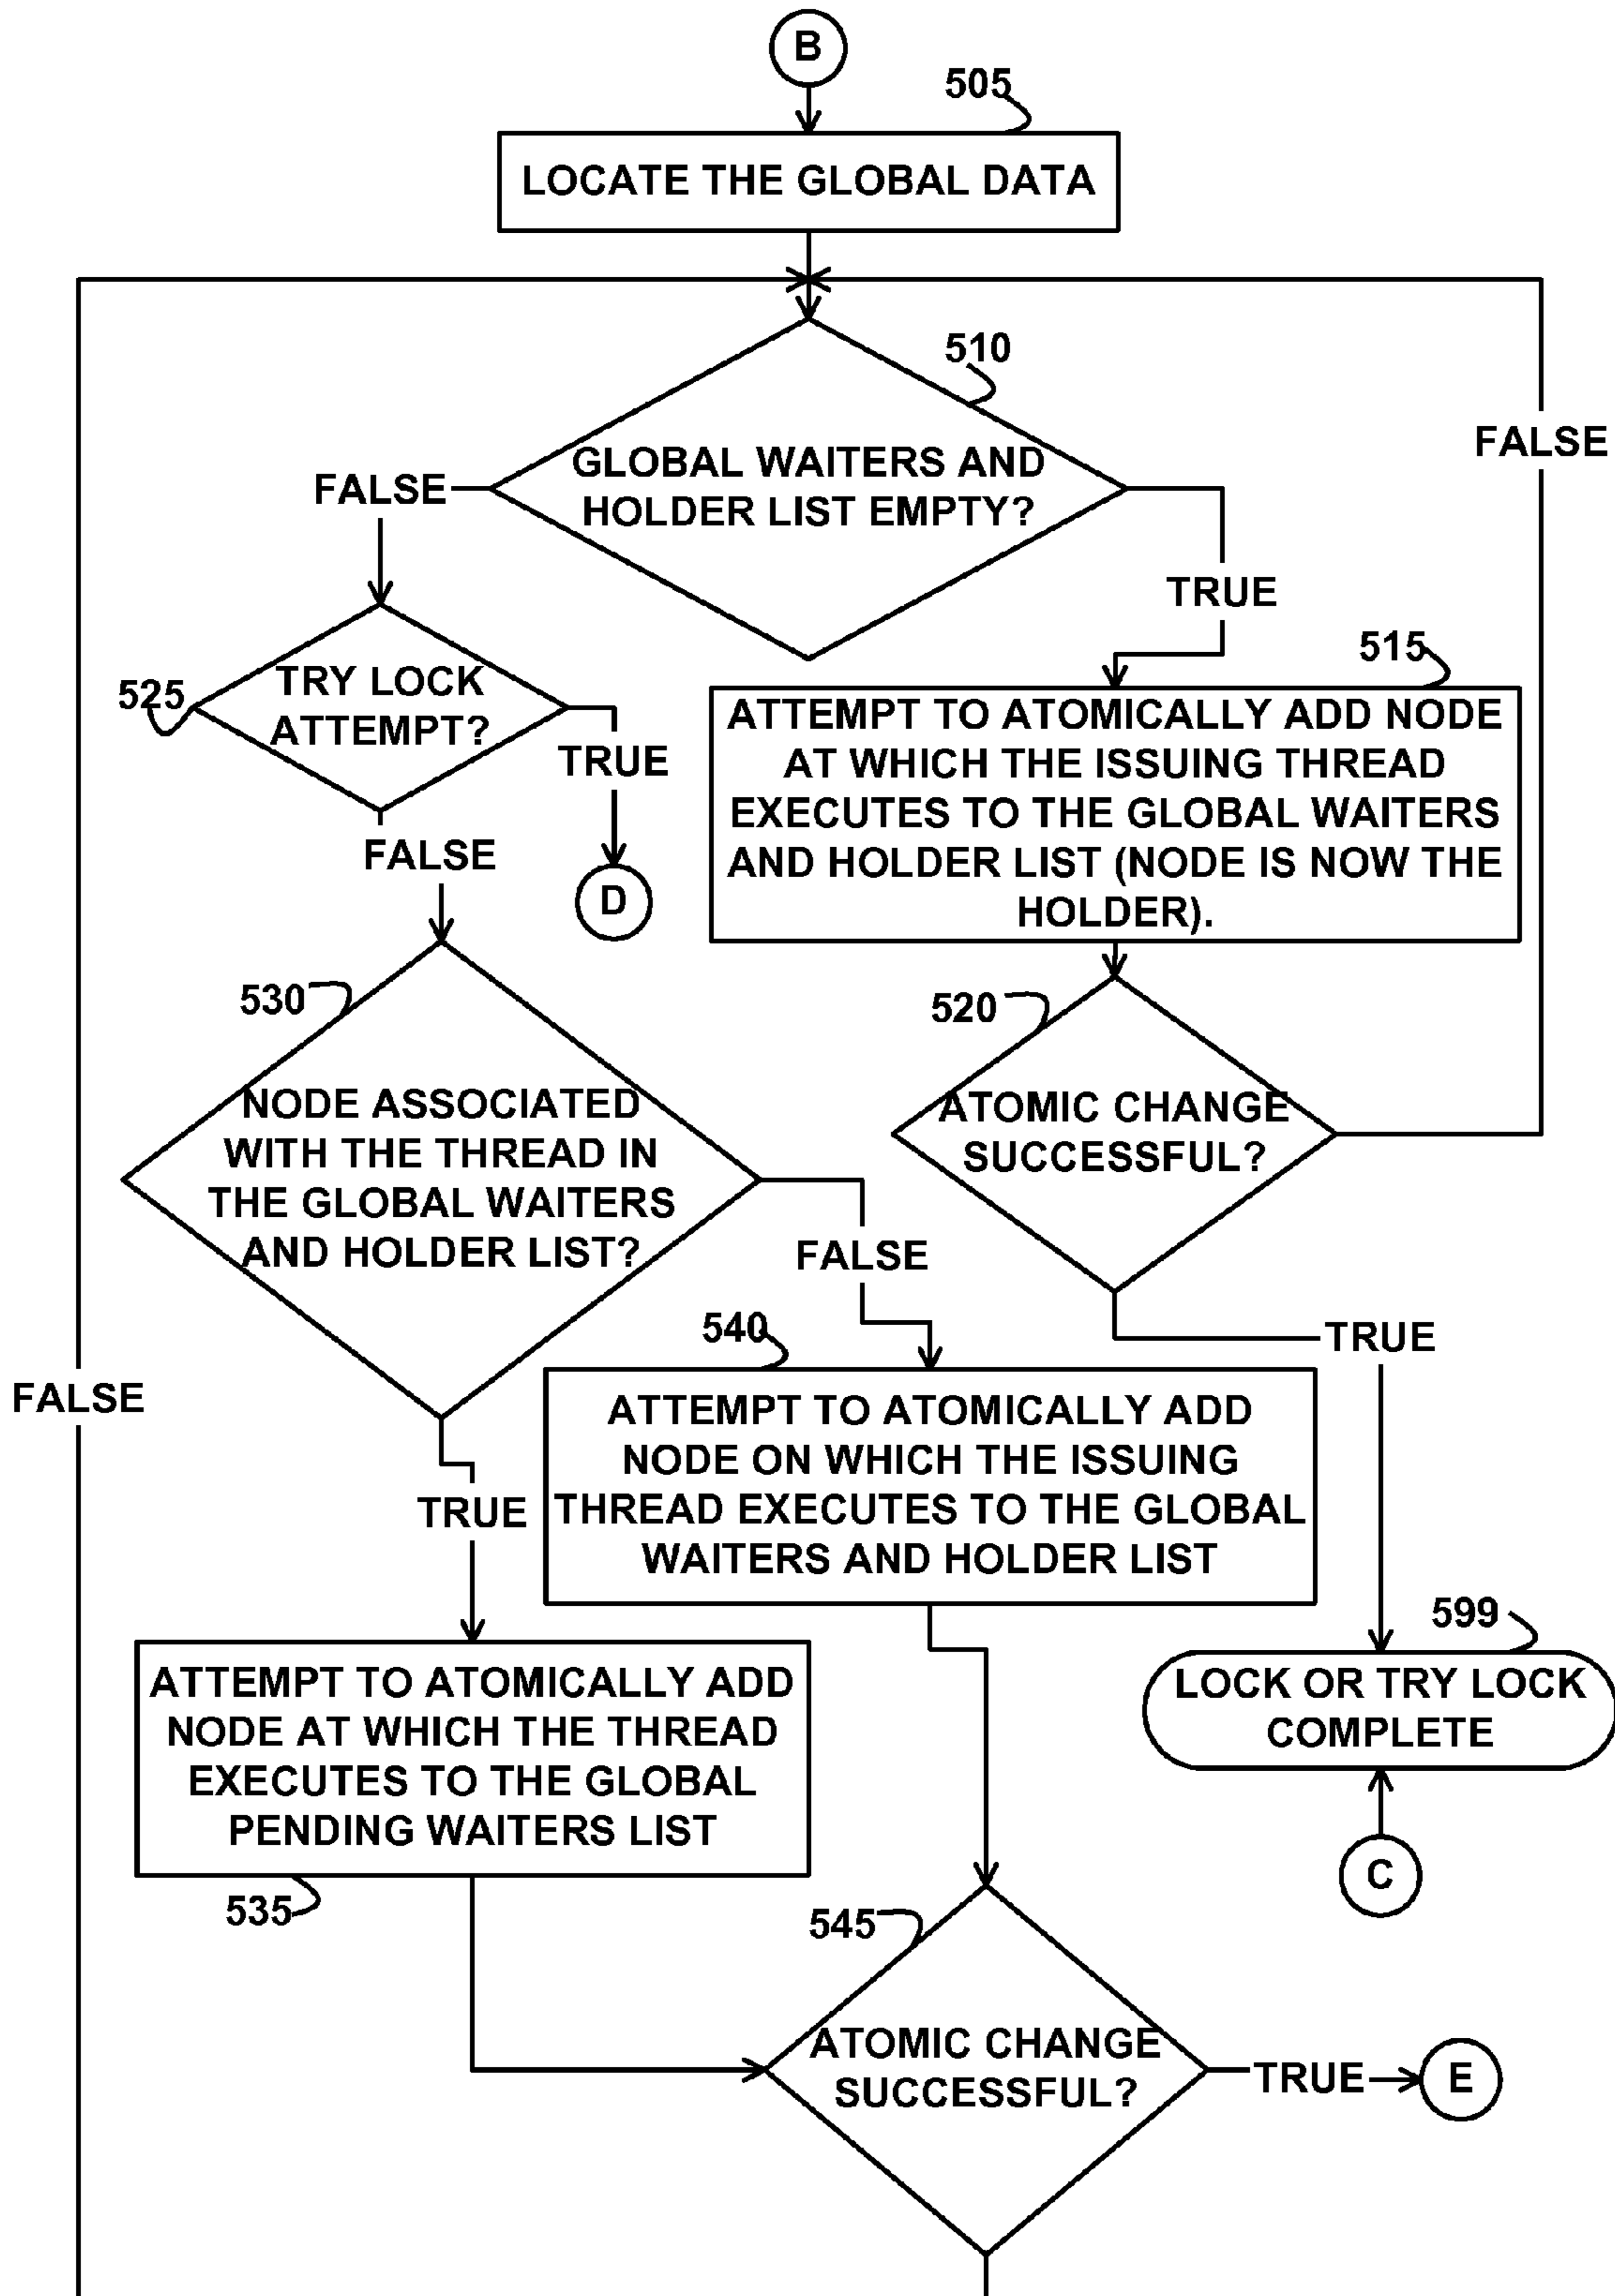 B
505
LOCATE THE GLOBAL DATA
510
GLOBAL WAITERS AND
HOLDER LIST EMPTY?
FALSE
FALSE
TRUE
515
525
TRY LOCK
ATTEMPT?
TRUE
FALSE
D
ATTEMPT TO ATOMICALLY ADD NODE
AT WHICH THE ISSUING THREAD
EXECUTES TO THE GLOBAL WAITERS
AND HOLDER LIST (NODE IS NOW THE
HOLDER).
530
520
NODE ASSOCIATED
WITH THE THREAD IN
THE GLOBAL WAITERS
AND HOLDER LIST?
ATOMIC CHANGE
SUCCESSFUL?
FALSE
540
TRUE
FALSE
TRUE
ATTEMPT TO ATOMICALLY ADD
NODE ON WHICH THE ISSUING
THREAD EXECUTES TO THE GLOBAL
WAITERS AND HOLDER LIST
599
LOCK OR TRY LOCK
COMPLETE
C
ATTEMPT TO ATOMICALLY ADD
NODE AT WHICH THE THREAD
EXECUTES TO THE GLOBAL
PENDING WAITERS LIST
535
545
ATOMIC CHANGE
SUCCESSFUL?
TRUE
E